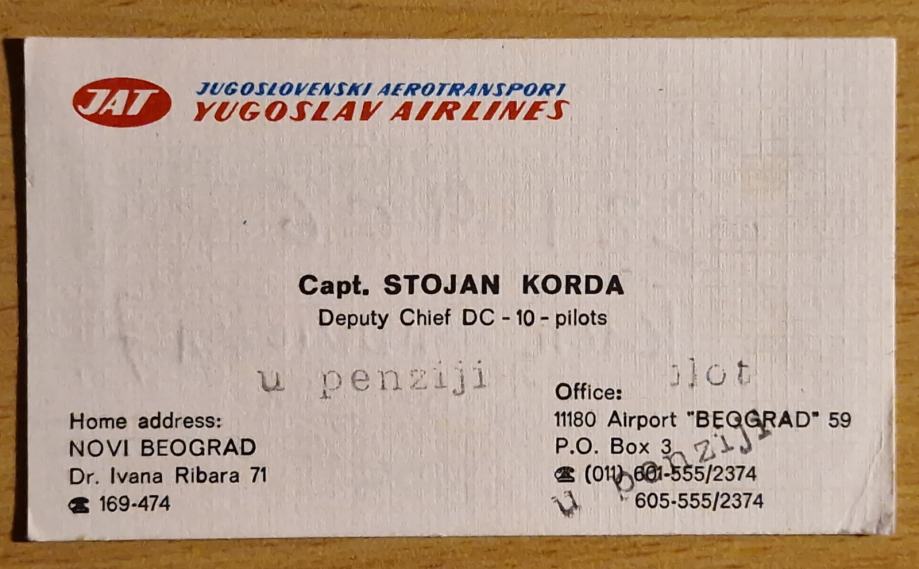 JAT
JUGOSLOVENSKI AEROTRANSPORT
YUGOSLAV AIRLINES
Capt. STOJAN KORDA
Deputy Chief DC - 10 - pilots
u penziji
Home address:
NOVI BEOGRAD
Dr. Ivana Ribara 71
☎ 169-474
Office:
11180 Airport "BEOGRAD" 59
P.O. Box 3
☎ (011) 601-555/2374
605-555/2374
u penziji